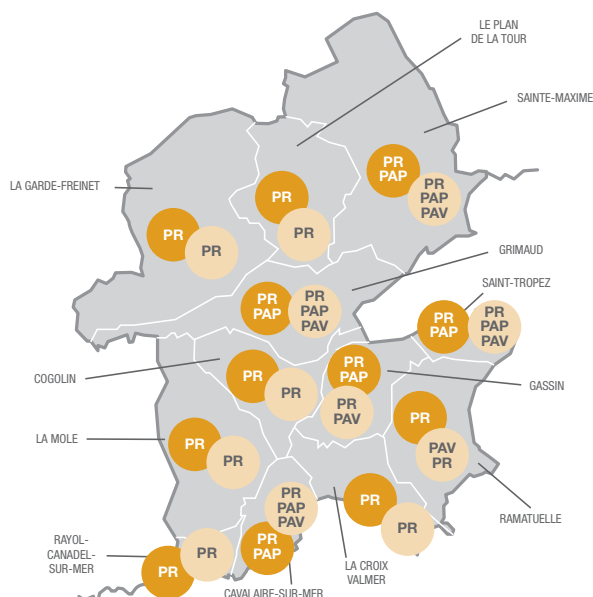 LE PLAN
DE LA TOUR
SAINTE-MAXIME
PR
PAP
PR
PAP
PAV
LA GARDE-FREINET
PR
PR
PR
PR
GRIMAUD
SAINT-TROPEZ
PR
PAP
PR
PAP
PAV
PR
PAP
PR
PAP
PAV
COGOLIN
PR
PR
PR
PAP
PR
PAV
GASSIN
LA MOLE
PR
PR
PR
PAV
PR
RAMATUELLE
PR
PAP
PAV
PR
PAP
PR
PR
RAYOL-
CANADEL-
SUR-MER
PR
PR
LA CROIX
VALMER
CAVALAIRE-SUR-MER